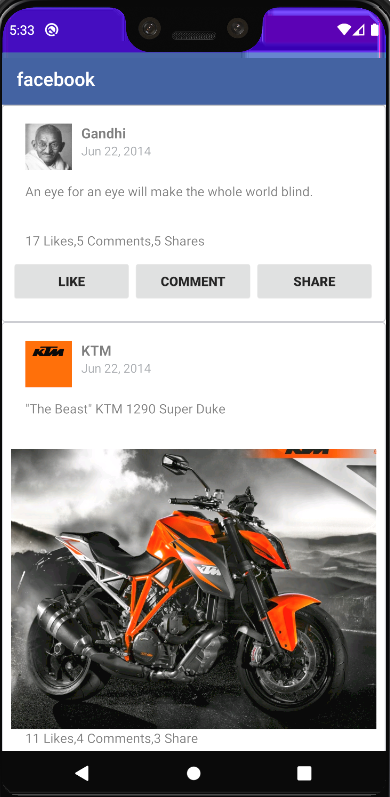 5:33
facebook
Gandhi
Jun 22, 2014
An eye for an eye will make the whole world blind.
17 Likes,5 Comments,5 Shares
LIKE COMMENT SHARE
KTM
KTM
Jun 22, 2014
"The Beast" KTM 1290 Super Duke
KTM
KTM
11 Likes,4 Comments,3 Share